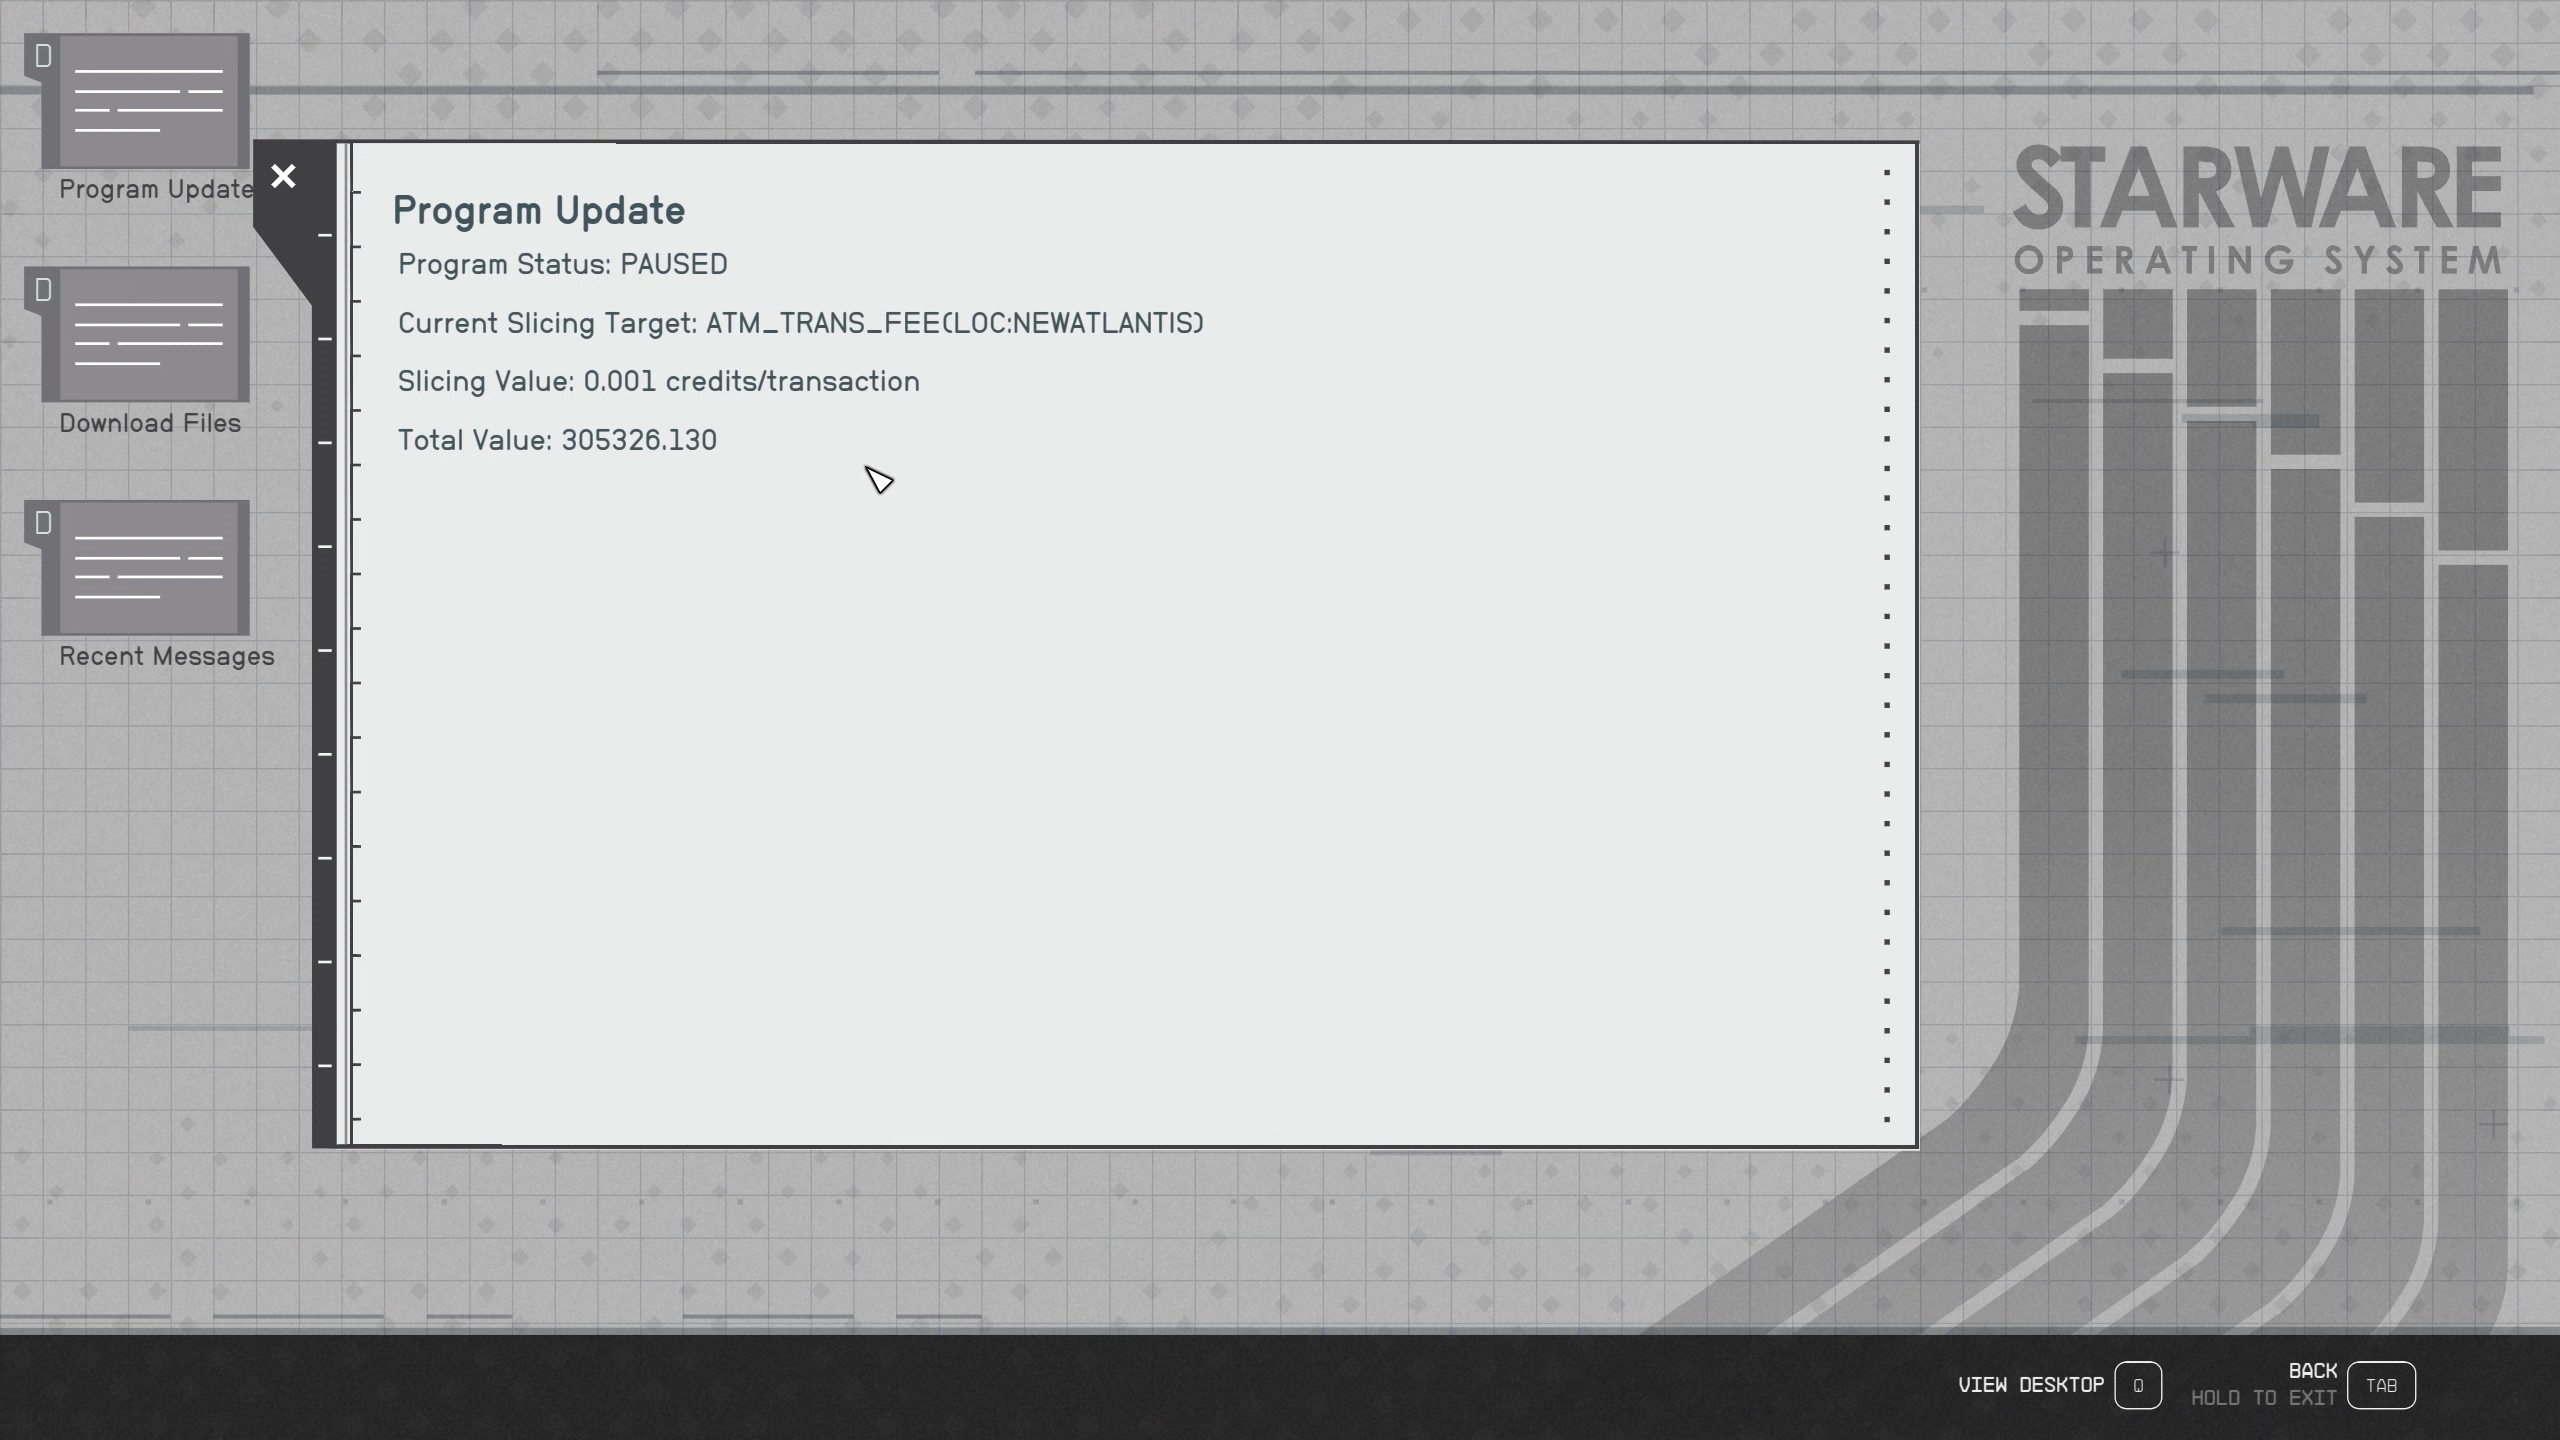 Program Update
Download Files
Recent Messages
Program Update
Program Status: PAUSED
Current Slicing Target: ATM_TRANS_FEE(LOC:NEWATLANTIS)
Slicing Value: 0.001 credits/transaction
Total Value: 305326.130
STARWARE
OPERATING SYSTEM
VIEW DESKTOP Q
BACK
HOLD TO EXIT
TAB